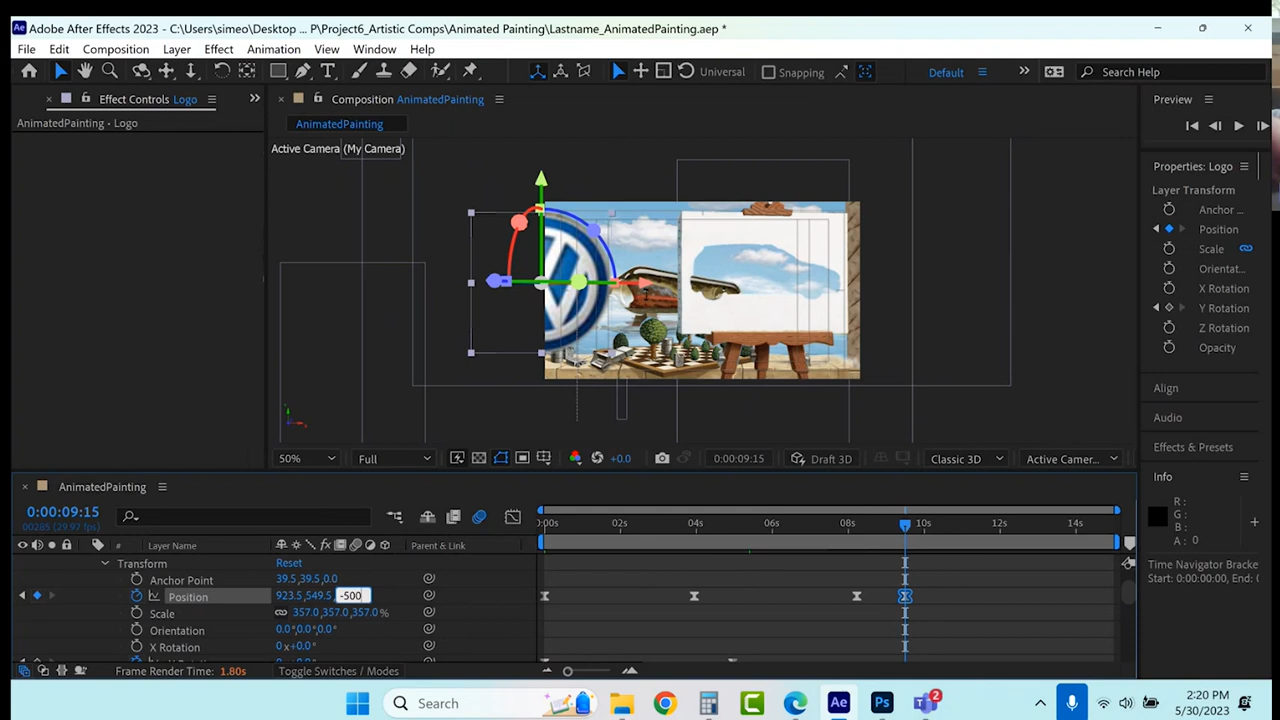 Ae Adobe After Effects 2023 - C:\Users\simeo\Desktop ... P\Project6_Artistic Comps\Animated Painting\Lastname_AnimatedPainting.aep *
File Edit Composition Layer Effect Animation View Window Help
Universal Snapping Default Search Help
Effect Controls Logo Composition AnimatedPainting Preview
AnimatedPainting • Logo AnimatedPainting
Active Camera (My Camera)
Properties: Logo
Layer Transform
Anchor ...
Position
Scale
Orientat...
X Rotation
Y Rotation
Z Rotation
Opacity
Align
Audio
Effects & Prests
50% Full +0.0 0:00:09:15 Draft 3D Classic 3D Active Camer...
Info
R :
G :
B :
A : 0
AnimatedPainting
0:00:09:15
00285 (29.97 fps)
0:00s 02s 04s 06s 08s 10s 12s 14s
# Layer Name Parent & Link
Transform Reset
Anchor Point 39.5,39.5,0.0
Position 923.5,549.5, -500
Scale 357.0,357.0,357.0%
Orientation 0.0°,0.0°,0.0°
X Rotation 0x+0.0°
Time Navigator Bracke
Start: 0:00:00:00, End: 0
Frame Render Time: 1.80s Toggle Switches / Modes
Search Ae Ps 2
2:20 PM
5/30/2023